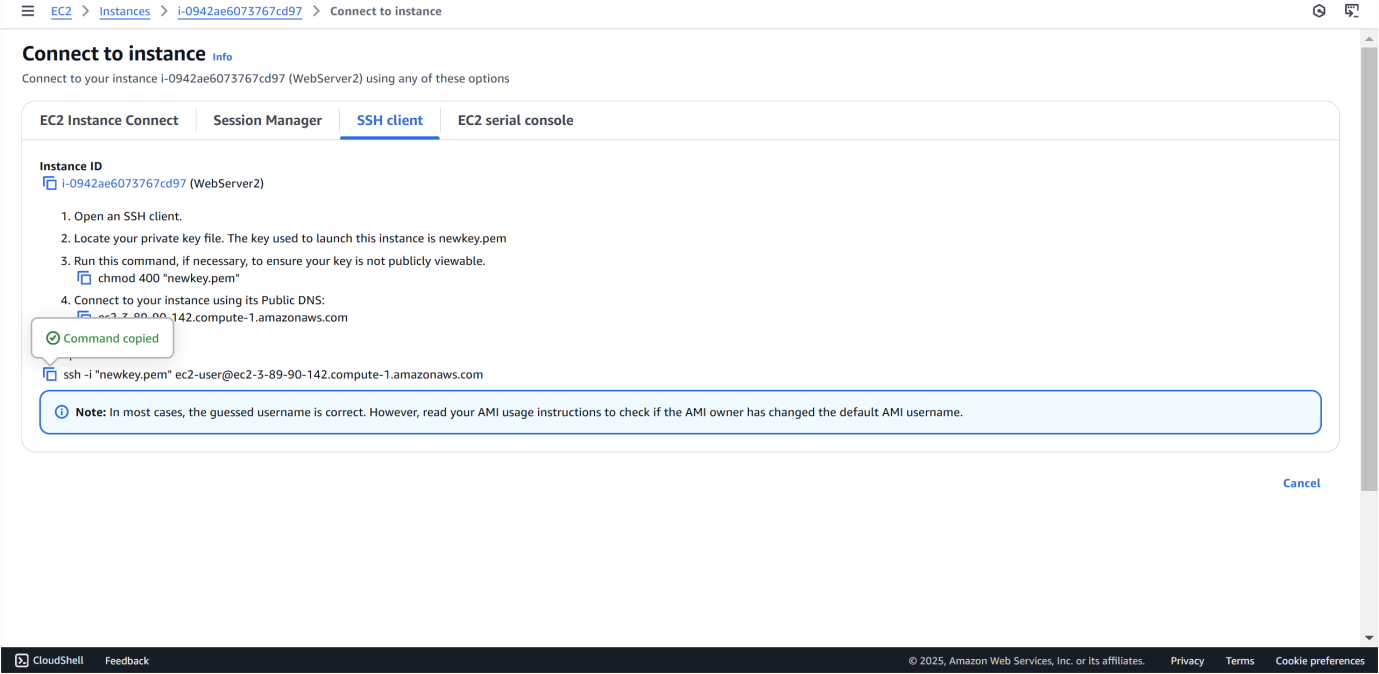 EC2 > Instances > i-0942ae6073767cd97 > Connect to instance
Connect to instance Info
Connect to your instance i-0942ae6073767cd97 (WebServer2) using any of these options
EC2 Instance Connect Session Manager SSH client EC2 serial console
Instance ID
i-0942ae6073767cd97 (WebServer2)
1. Open an SSH client.
2. Locate your private key file. The key used to launch this instance is newkey.pem
3. Run this command, if necessary, to ensure your key is not publicly viewable.
chmod 400 "newkey.pem"
4. Connect to your instance using its Public DNS:
ec2-3-89-90-142.compute-1.amazonaws.com
Command copied
ssh -i "newkey.pem" ec2-user@ec2-3-89-90-142.compute-1.amazonaws.com
Note: In most cases, the guessed username is correct. However, read your AMI usage instructions to check if the AMI owner has changed the default AMI username.
Cancel
CloudShell Feedback © 2025, Amazon Web Services, Inc. or its affiliates. Privacy Terms Cookie preferences